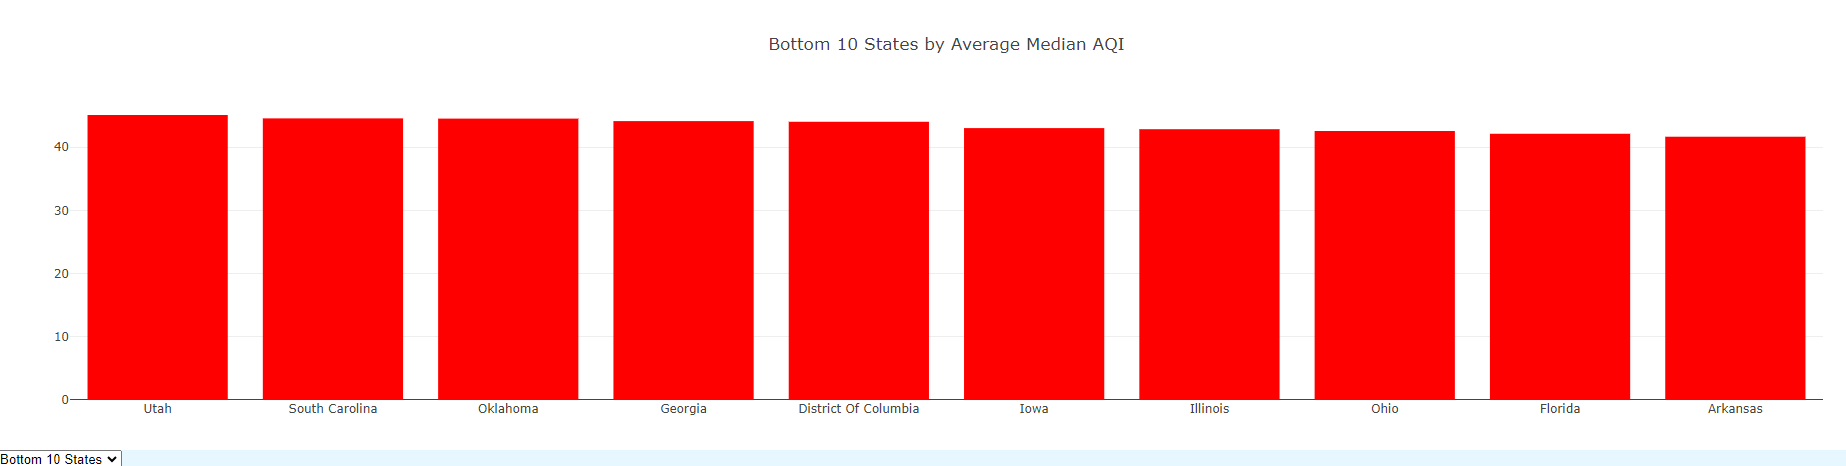 Bottom 10 States by Average Median AQI
40
30
20
10
0
Utah South Carolina Oklahoma Georgia District Of Columbia Iowa Illinois Ohio Florida Arkansas
Bottom 10 States